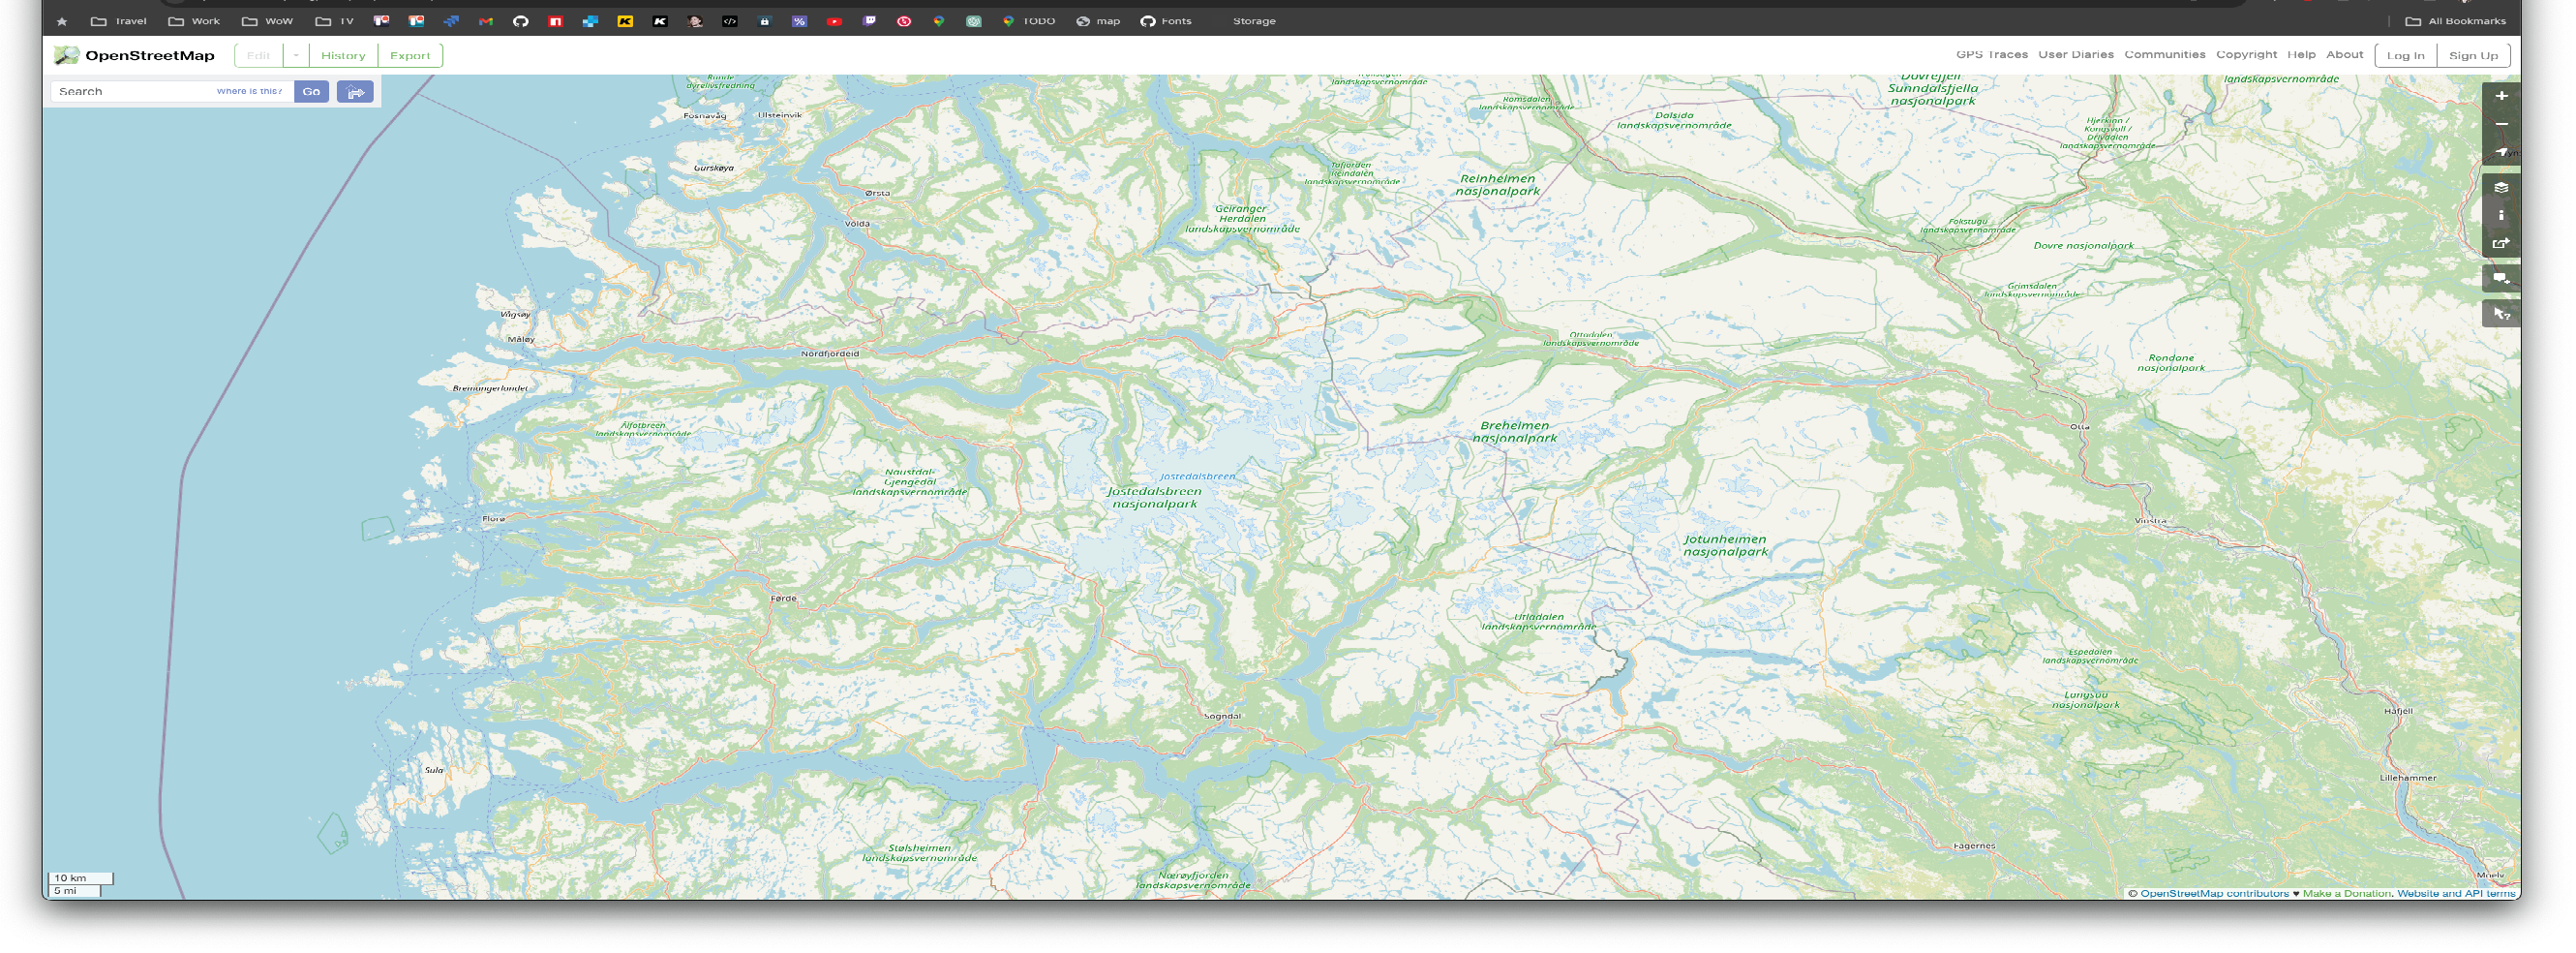 Travel Work WoW TV TODO map Fonts Storage All Bookmarks
OpenStreetMap Edit History Export GPS Traces User Diaries Communities Copyright Help About Log In Sign Up
Search Where is this? Go
Runde
dyrelivsfredning
landskapsvernområde
Romsdalen
landskapsvernområde
Dalsida
landskapsvernområde
Dovrefjell
Sunndalsfjella
nasjonalpark
landskapsvernområde
Hjerkinn /
Kongsvoll /
Drivdalen
landskapsvernområde
Fosnavåg
Ulsteinvik
Gurskøya
Ørsta
Volda
Tafjorden
Reindalen
landskapsvernområde
Reinheimen
nasjonalpark
Geiranger
Herdalen
landskapsvernområde
Fokstugu
landskapsvernområde
Dovre nasjonalpark
Grimsdalen
landskapsvernområde
Vågsøy
Måløy
Nordfjordeid
Ottadalen
landskapsvernområde
Rondane
nasjonalpark
Bremangerlandet
Ålfotbreen
landskapsvernområde
Breheimen
nasjonalpark
Otta
Naustdal-
Gjengedal
landskapsvernområde
Jostedalsbreen
Jostedalsbreen
nasjonalpark
Florø
Vinstra
Jotunheimen
nasjonalpark
Førde
Utladalen
landskapsvernområde
Espedalen
landskapsvernområde
Langsua
nasjonalpark
Sogndal
Hafjell
Sula
Lillehammer
Stølsheimen
landskapsvernområde
Fagernes
Nærøyfjorden
landskapsvernområde
Moelv
10 km
5 mi
© OpenStreetMap contributors ♥ Make a Donation. Website and API terms